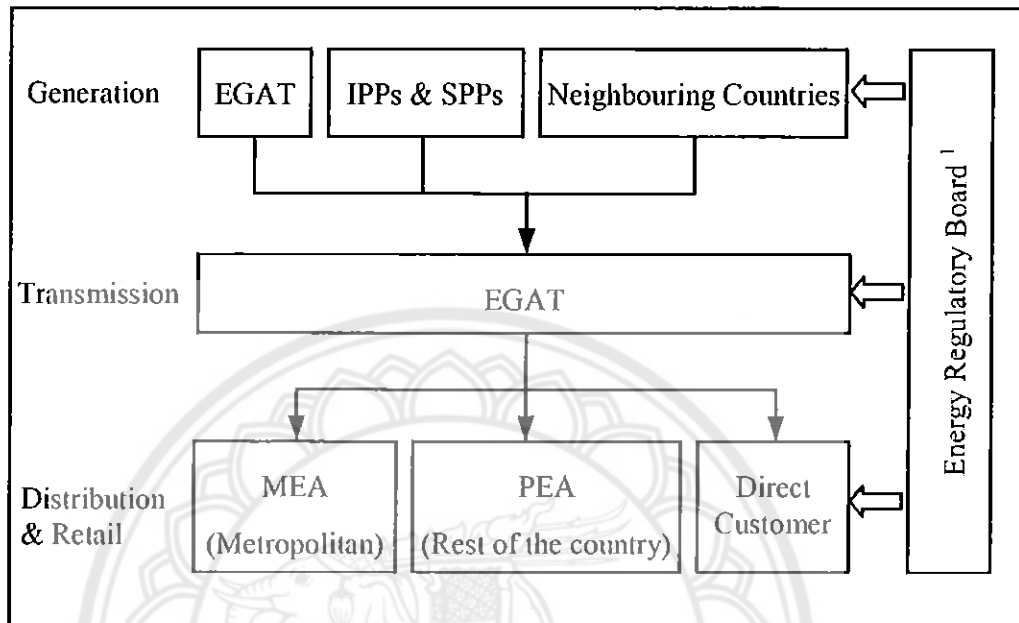 Generation
EGAT
IPPs & SPPs
Neighbouring Countries
Transmission
EGAT
Distribution
& Retail
MEA
(Metropolitan)
PEA
(Rest of the country)
Direct
Customer
Energy Regulatory Board 1